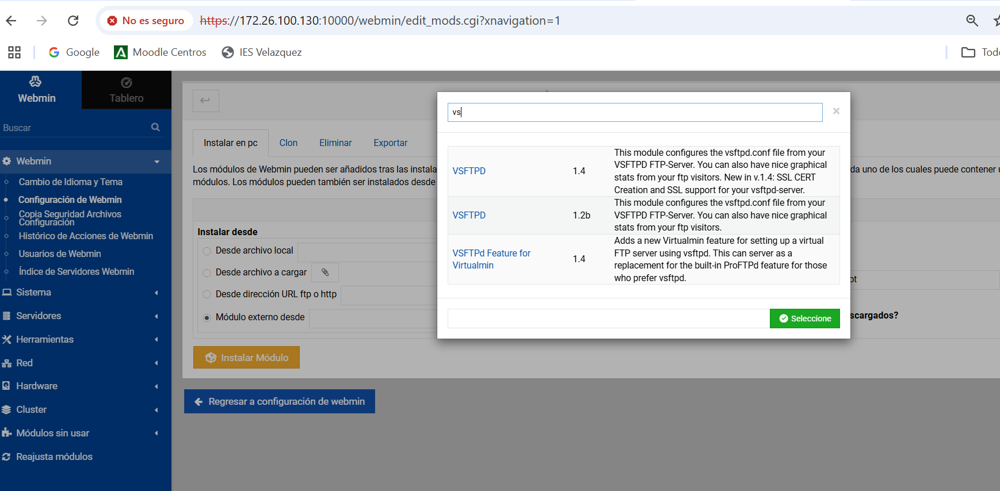 No es seguro
https://172.26.100.130:10000/webmin/edit_mods.cgi?xnavigation=1
Google
Moodle Centros
IES Velazquez
Webmin
Tablero
Buscar
Webmin
Cambio de Idioma y Tema
Configuración de Webmin
Copia Seguridad Archivos
Configuración
Histórico de Acciones de Webmin
Usuarios de Webmin
Índice de Servidores Webmin
Sistema
Servidores
Herramientas
Red
Hardware
Cluster
Módulos sin usar
Reajusta módulos
Instalar en pc
Clon
Eliminar
Exportar
Los módulos de Webmin pueden ser añadidos tras las instala
da uno de los cuales puede contener
módulos. Los módulos pueden también ser instalados desde
Instalar desde
Desde archivo local
Desde archivo a cargar
Desde dirección URL ftp o http
Módulo externo desde
scargados?
Instalar Módulo
Regresar a configuración de webmin
vs
×
VSFTPD
1.4
This module configures the vsftpd.conf file from your
VSFTPD FTP-Server. You can also have nice graphical
stats from your ftp visitors. New in v.1.4: SSL CERT
Creation and SSL support for your vsftpd-server.
VSFTPD
1.2b
This module configures the vsftpd.conf file from your
VSFTPD FTP-Server. You can also have nice graphical
stats from your ftp visitors.
VSFTPd Feature for
Virtualmin
1.4
Adds a new Virtualmin feature for setting up a virtual
FTP server using vsftpd. This can server as a
replacement for the built-in ProFTPd feature for those
who prefer vsftpd.
Seleccione